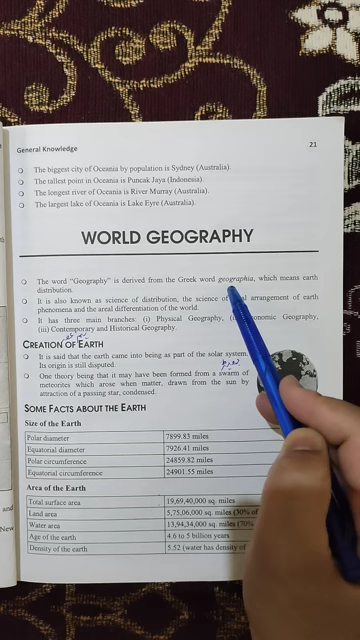 General Knowledge 21
The biggest city of Oceania by population is Sydney (Australia).
The tallest point in Oceania is Puncak Jaya (Indonesia).
The longest river of Oceania is River Murray (Australia).
The largest lake of Oceania is Lake Eyre (Australia).
WORLD GEOGRAPHY
The word “Geography” is derived from the Greek word geographia, which means earth
distribution.
It is also known as science of distribution, the science of arrangement of earth
phenomena and the areal differentiation of the world.
It has three main branches: (i) Physical Geography, Economic Geography,
(iii) Contemporary and Historical Geography.
CREATION OF EARTH
It is said that the earth came into being as part of the solar system.
Its origin is still disputed.
One theory being that it may have been formed from a swarm of
meteorites which arose when matter, drawn from the sun by
attraction of a passing star, condensed.
SOME FACTS ABOUT THE EARTH
Size of the Earth
Polar diameter 7899.83 miles
Equatorial diameter 7926.41 miles
Polar circumference 24859.82 miles
Equatorial circumference 24901.55 miles
Area of the Earth
Total surface area 19,69,40,000 sq. miles
Land area 5,75,06,000 sq. miles (30% of
Water area 13,94,34,000 sq. miles (70%
Age of the earth 4.6 to 5 billion years
Density of the earth 5.52 (water has density of
and
New